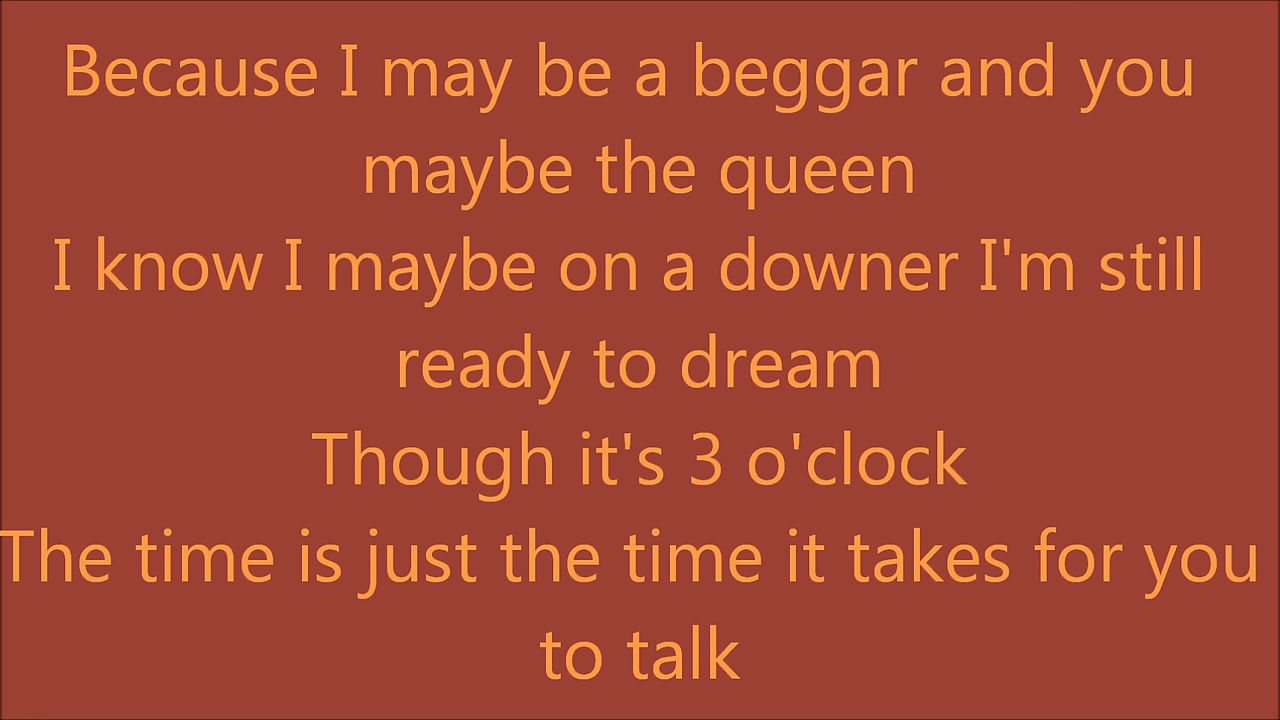 Because I may be a beggar and you
maybe the queen
I know I maybe on a downer I'm still
ready to dream
Though it's 3 o'clock
The time is just the time it takes for you
to talk